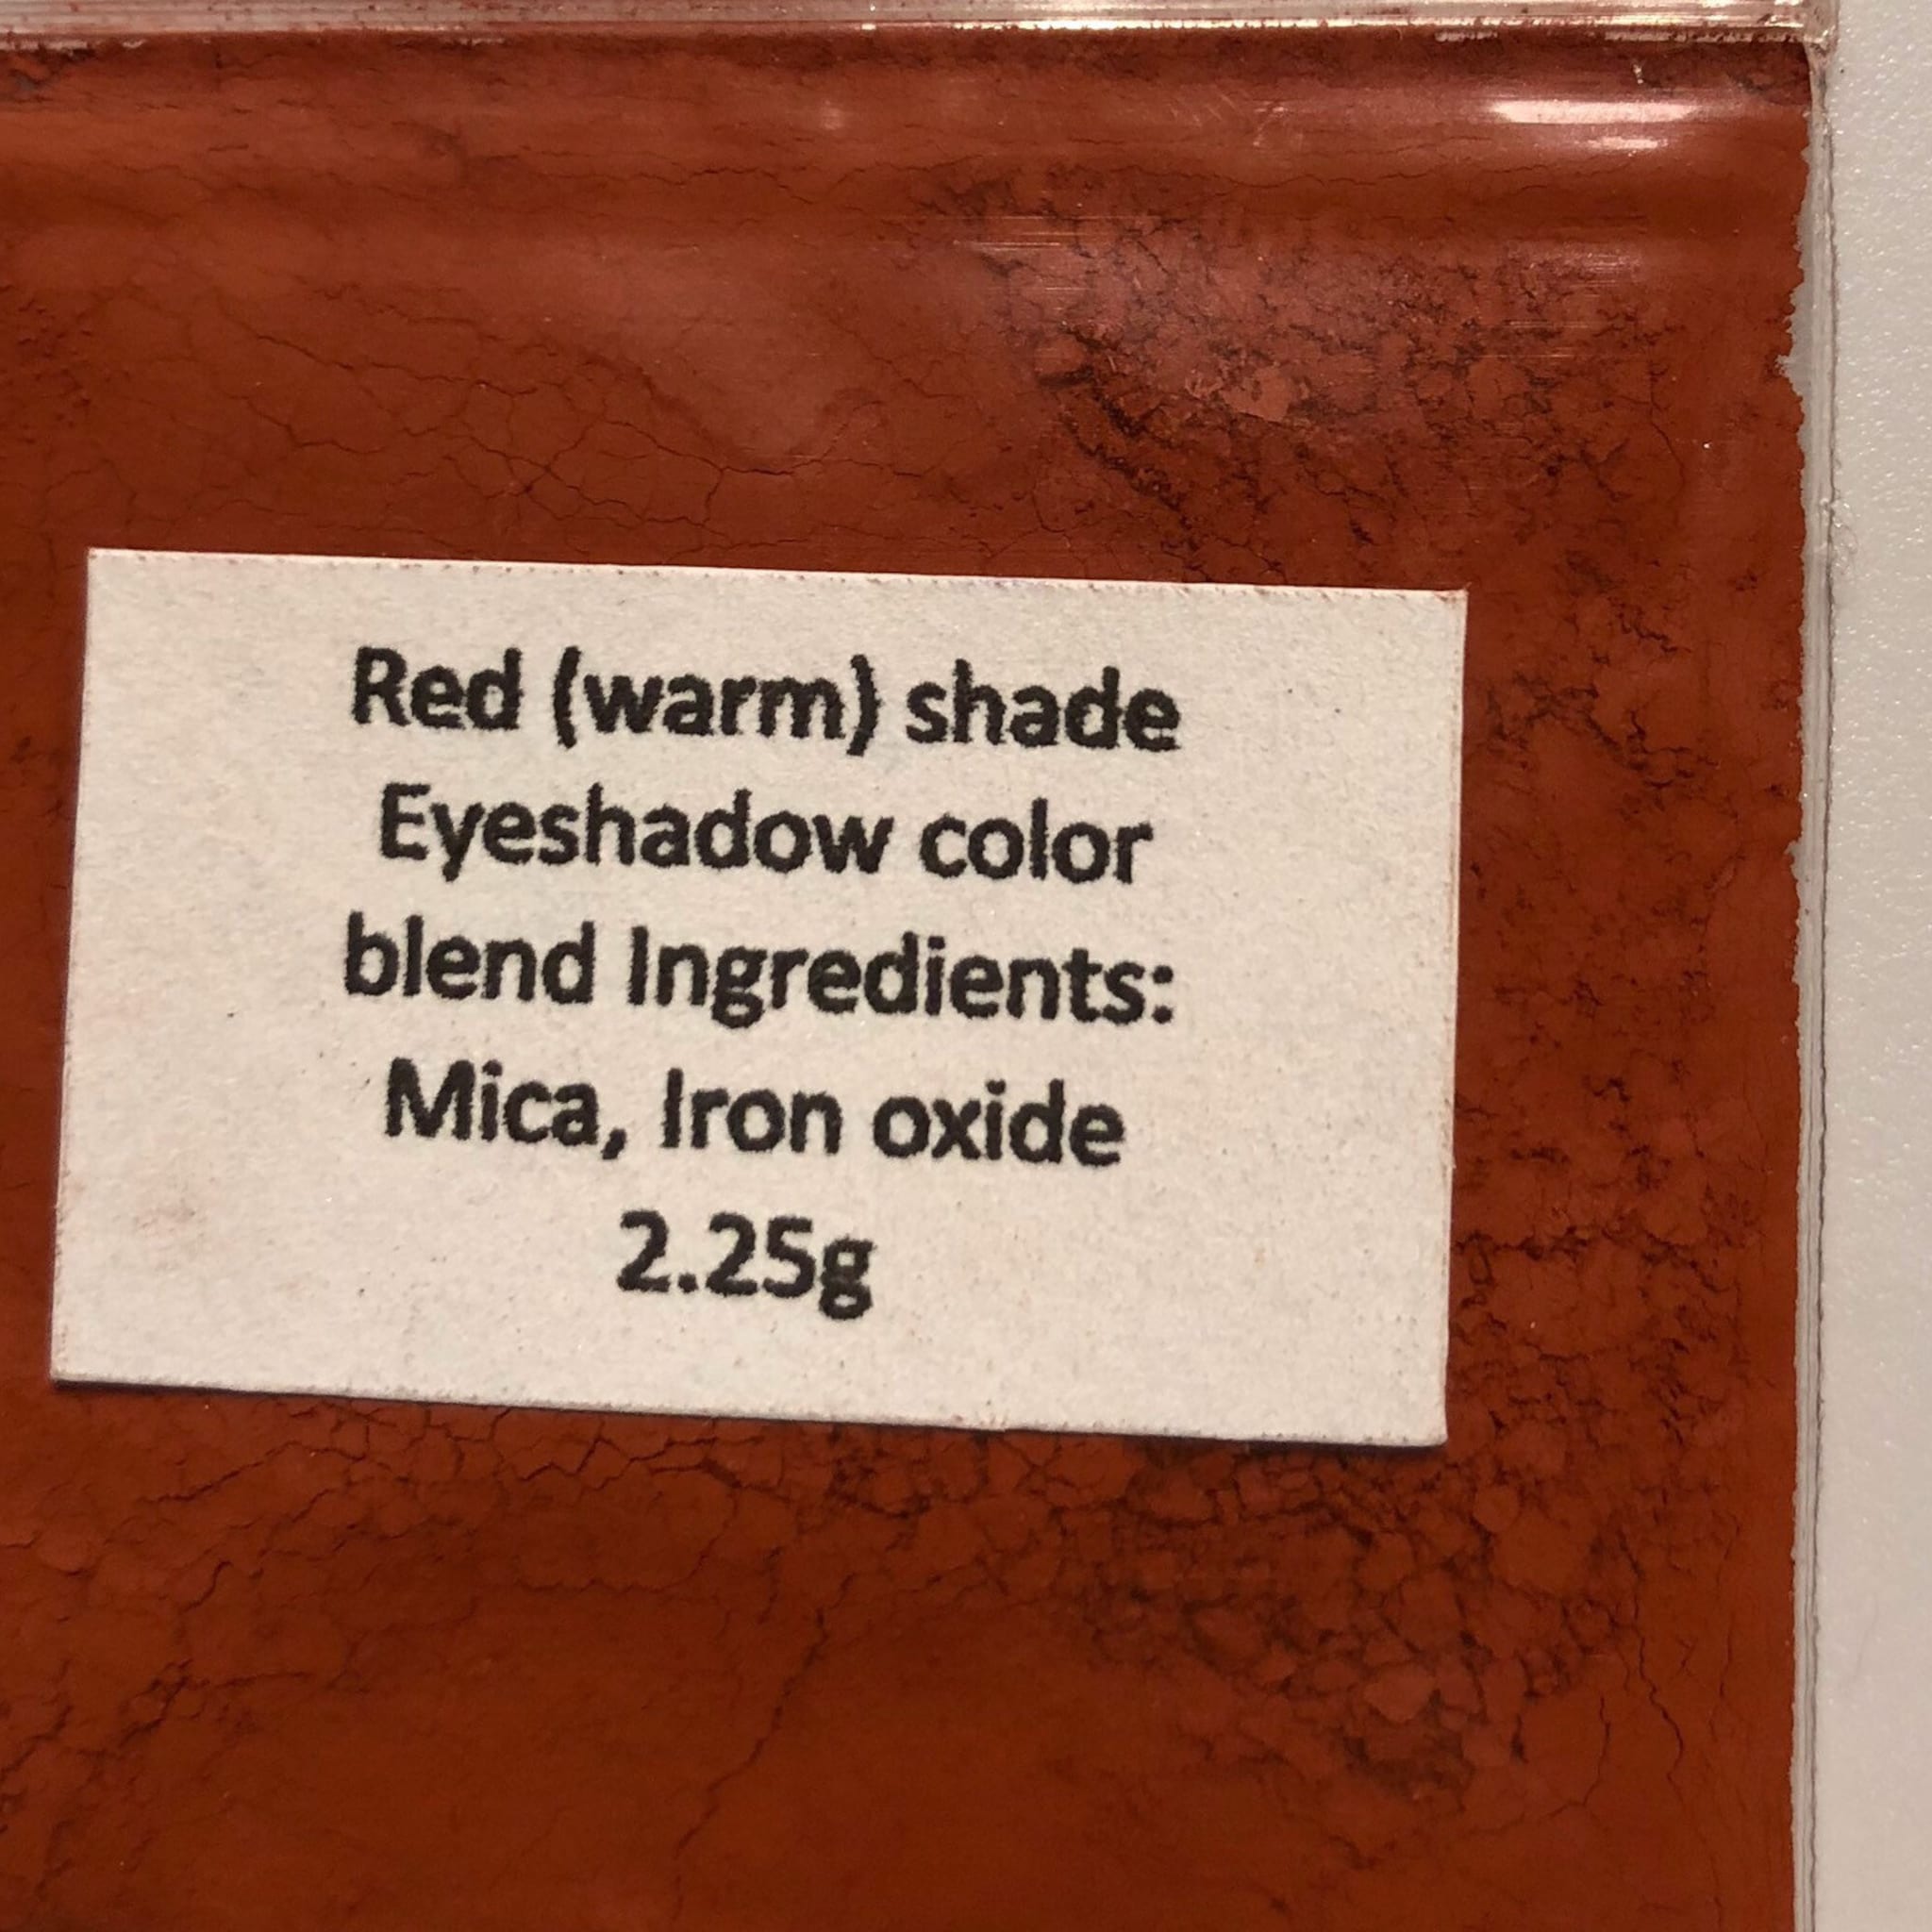 Red (warm) shade
Eyeshadow color
blend Ingredients:
Mica, Iron oxide
2.25g